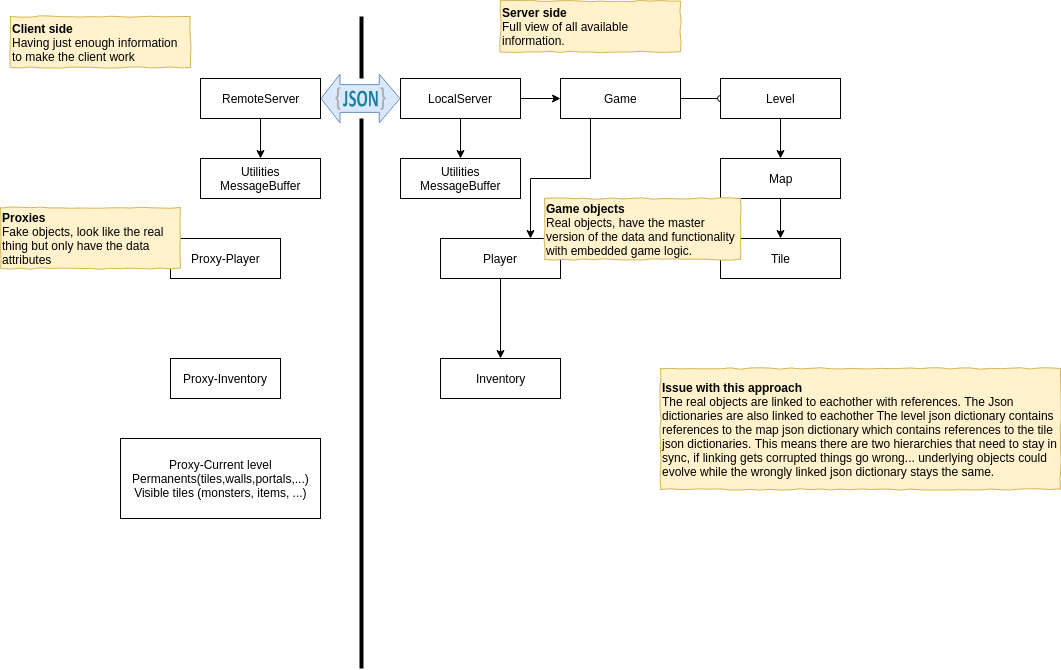 Client side
Having just enough information
to make the client work
Server side
Full view of all available
information.
RemoteServer
{JSON}
LocalServer
Game
Level
Utilities
MessageBuffer
Utilities
MessageBuffer
Map
Proxies
Fake objects, look like the real
thing but only have the data
attributes
Game objects
Real objects, have the master
version of the data and functionality
with embedded game logic.
Proxy-Player
Player
Tile
Proxy-Inventory
Inventory
Issue with this approach
The real objects are linked to eachother with references. The Json
dictionaries are also linked to eachother The level json dictionary contains
references to the map json dictionary which contains references to the tile
json dictionaries. This means there are two hierarchies that need to stay in
sync, if linking gets corrupted things go wrong... underlying objects could
evolve while the wrongly linked json dictionary stays the same.
Proxy-Current level
Permanents(tiles,walls,portals,...)
Visible tiles (monsters, items, ...)